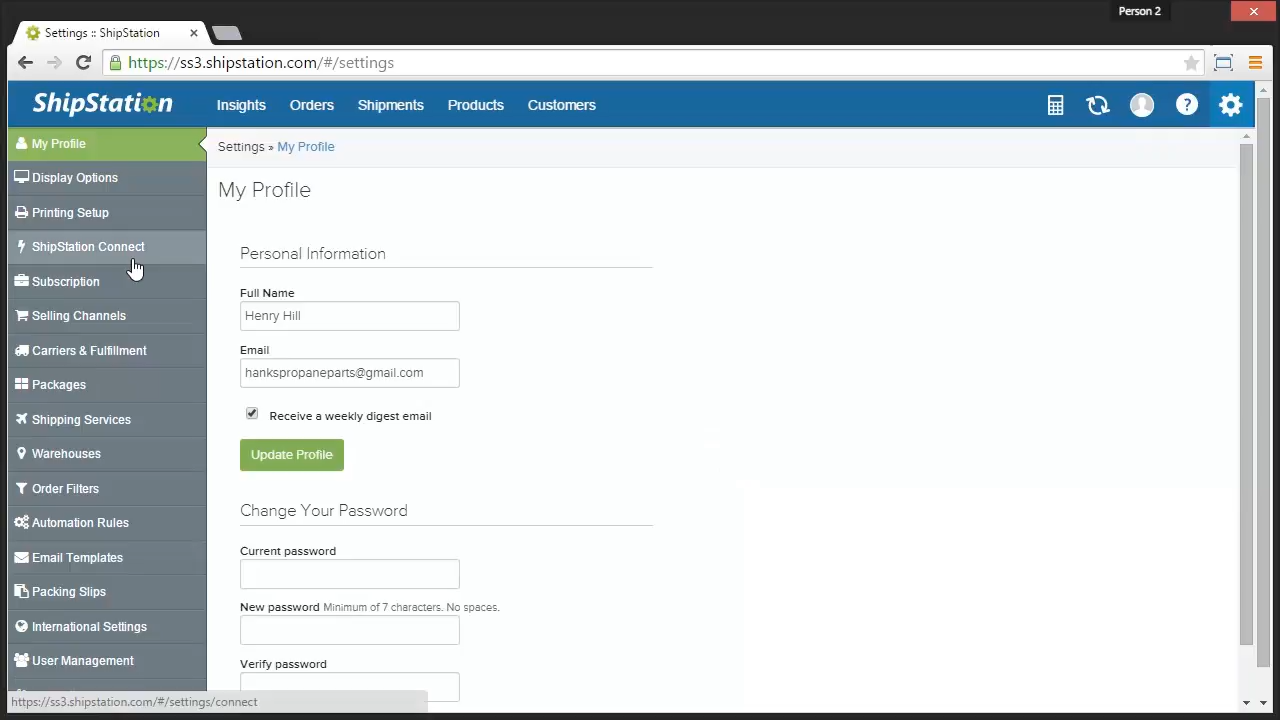 Person 2
Settings :: ShipStation
https://ss3.shipstation.com/#/settings
ShipStation
Insights
Orders
Shipments
Products
Customers
My Profile
Display Options
Printing Setup
ShipStation Connect
Subscription
Selling Channels
Carriers & Fulfillment
Packages
Shipping Services
Warehouses
Order Filters
Automation Rules
Email Templates
Packing Slips
International Settings
User Management
Settings » My Profile
My Profile
Personal Information
Full Name
Henry Hill
Email
hankspropaneparts@gmail.com
Receive a weekly digest email
Update Profile
Change Your Password
Current password
New password Minimum of 7 characters. No spaces.
Verify password
https://ss3.shipstation.com/#/settings/connect